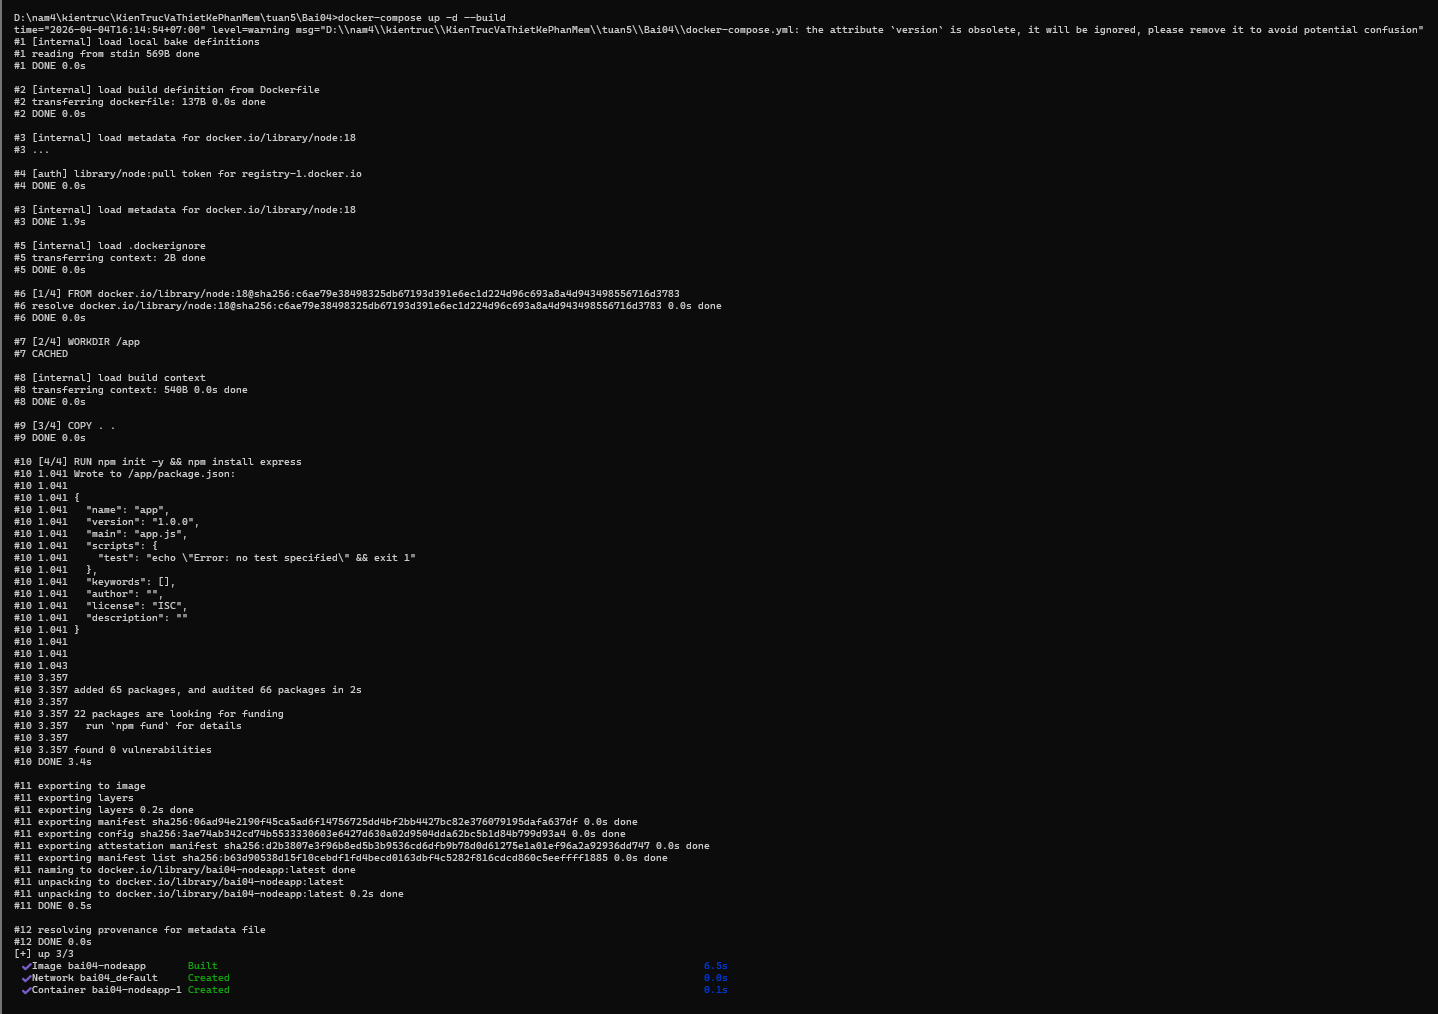 D:\nam4\kientruc\KienTrucVaThietKePhanMem\tuan5\Bai04>docker-compose up -d --build
time="2026-04-04T16:14:54+07:00" level=warning msg="D:\\nam4\\kientruc\\KienTrucVaThietKePhanMem\\tuan5\\Bai04\\docker-compose.yml: the attribute `version` is obsolete, it will be ignored, please remove it to avoid potential confusion"
#1 [internal] load local bake definitions
#1 reading from stdin 569B done
#1 DONE 0.0s

#2 [internal] load build definition from Dockerfile
#2 transferring dockerfile: 137B 0.0s done
#2 DONE 0.0s

#3 [internal] load metadata for docker.io/library/node:18
#3 ...

#4 [auth] library/node:pull token for registry-1.docker.io
#4 DONE 0.0s

#3 [internal] load metadata for docker.io/library/node:18
#3 DONE 1.9s

#5 [internal] load .dockerignore
#5 transferring context: 2B done
#5 DONE 0.0s

#6 [1/4] FROM docker.io/library/node:18@sha256:c6ae79e38498325db67193d391e6ec1d224d96c693a8a4d943498556716d3783
#6 resolve docker.io/library/node:18@sha256:c6ae79e38498325db67193d391e6ec1d224d96c693a8a4d943498556716d3783 0.0s done
#6 DONE 0.0s

#7 [2/4] WORKDIR /app
#7 CACHED

#8 [internal] load build context
#8 transferring context: 540B 0.0s done
#8 DONE 0.0s

#9 [3/4] COPY . .
#9 DONE 0.0s

#10 [4/4] RUN npm init -y && npm install express
#10 1.041 Wrote to /app/package.json:
#10 1.041
#10 1.041 {
#10 1.041   "name": "app",
#10 1.041   "version": "1.0.0",
#10 1.041   "main": "app.js",
#10 1.041   "scripts": {
#10 1.041     "test": "echo \"Error: no test specified\" && exit 1"
#10 1.041   },
#10 1.041   "keywords": [],
#10 1.041   "author": "",
#10 1.041   "license": "ISC",
#10 1.041   "description": ""
#10 1.041 }
#10 1.041
#10 1.041
#10 1.043
#10 3.357
#10 3.357 added 65 packages, and audited 66 packages in 2s
#10 3.357
#10 3.357 22 packages are looking for funding
#10 3.357   run `npm fund` for details
#10 3.357
#10 3.357 found 0 vulnerabilities
#10 DONE 3.4s

#11 exporting to image
#11 exporting layers
#11 exporting layers 0.2s done
#11 exporting manifest sha256:06ad94e2190f45ca5ad6f14756725dd4bf2bb4427bc82e376079195dafa637df 0.0s done
#11 exporting config sha256:3ae74ab342cd74b5533330603e6427d630a02d9504dda62bc5b1d84b799d93a4 0.0s done
#11 exporting attestation manifest sha256:d2b3807e3f96b8ed5b3b9536cd6dfb9b78d0d61275e1a01ef96a2a92936dd747 0.0s done
#11 exporting manifest list sha256:b63d90538d15f10cebdf1fd4becd0163dbf4c5282f816cdcd860c5eeffff1885 0.0s done
#11 naming to docker.io/library/bai04-nodeapp:latest done
#11 unpacking to docker.io/library/bai04-nodeapp:latest
#11 unpacking to docker.io/library/bai04-nodeapp:latest 0.2s done
#11 DONE 0.5s

#12 resolving provenance for metadata file
#12 DONE 0.0s
[+] up 3/3
✔Image bai04-nodeapp Built 6.5s
✔Network bai04_default Created 0.0s
✔Container bai04-nodeapp-1 Created 0.1s